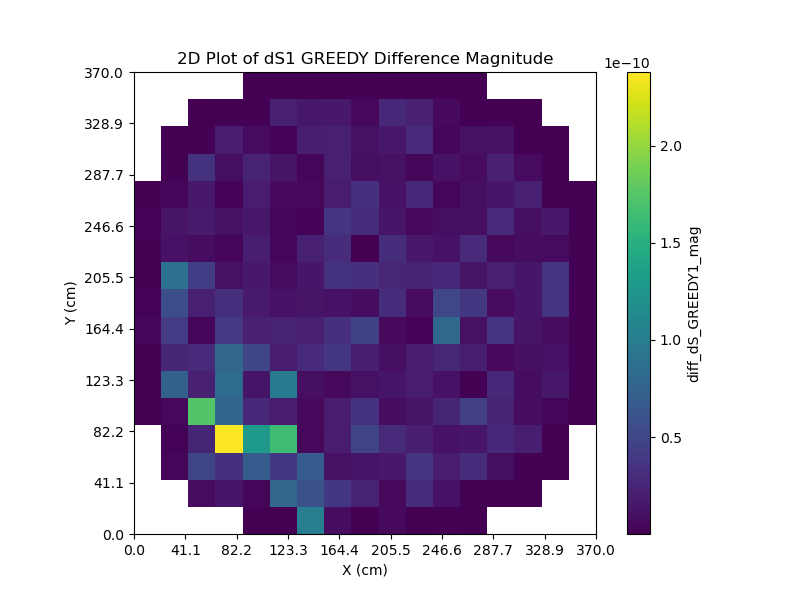 2D Plot of dS1 GREEDY Difference Magnitude
1e−10
370.0
328.9
287.7
246.6
205.5
164.4
123.3
82.2
41.1
0.0
Y (cm)
0.0 41.1 82.2 123.3 164.4 205.5 246.6 287.7 328.9 370.0
X (cm)
2.0
1.5
1.0
0.5
diff_dS_GREEDY1_mag